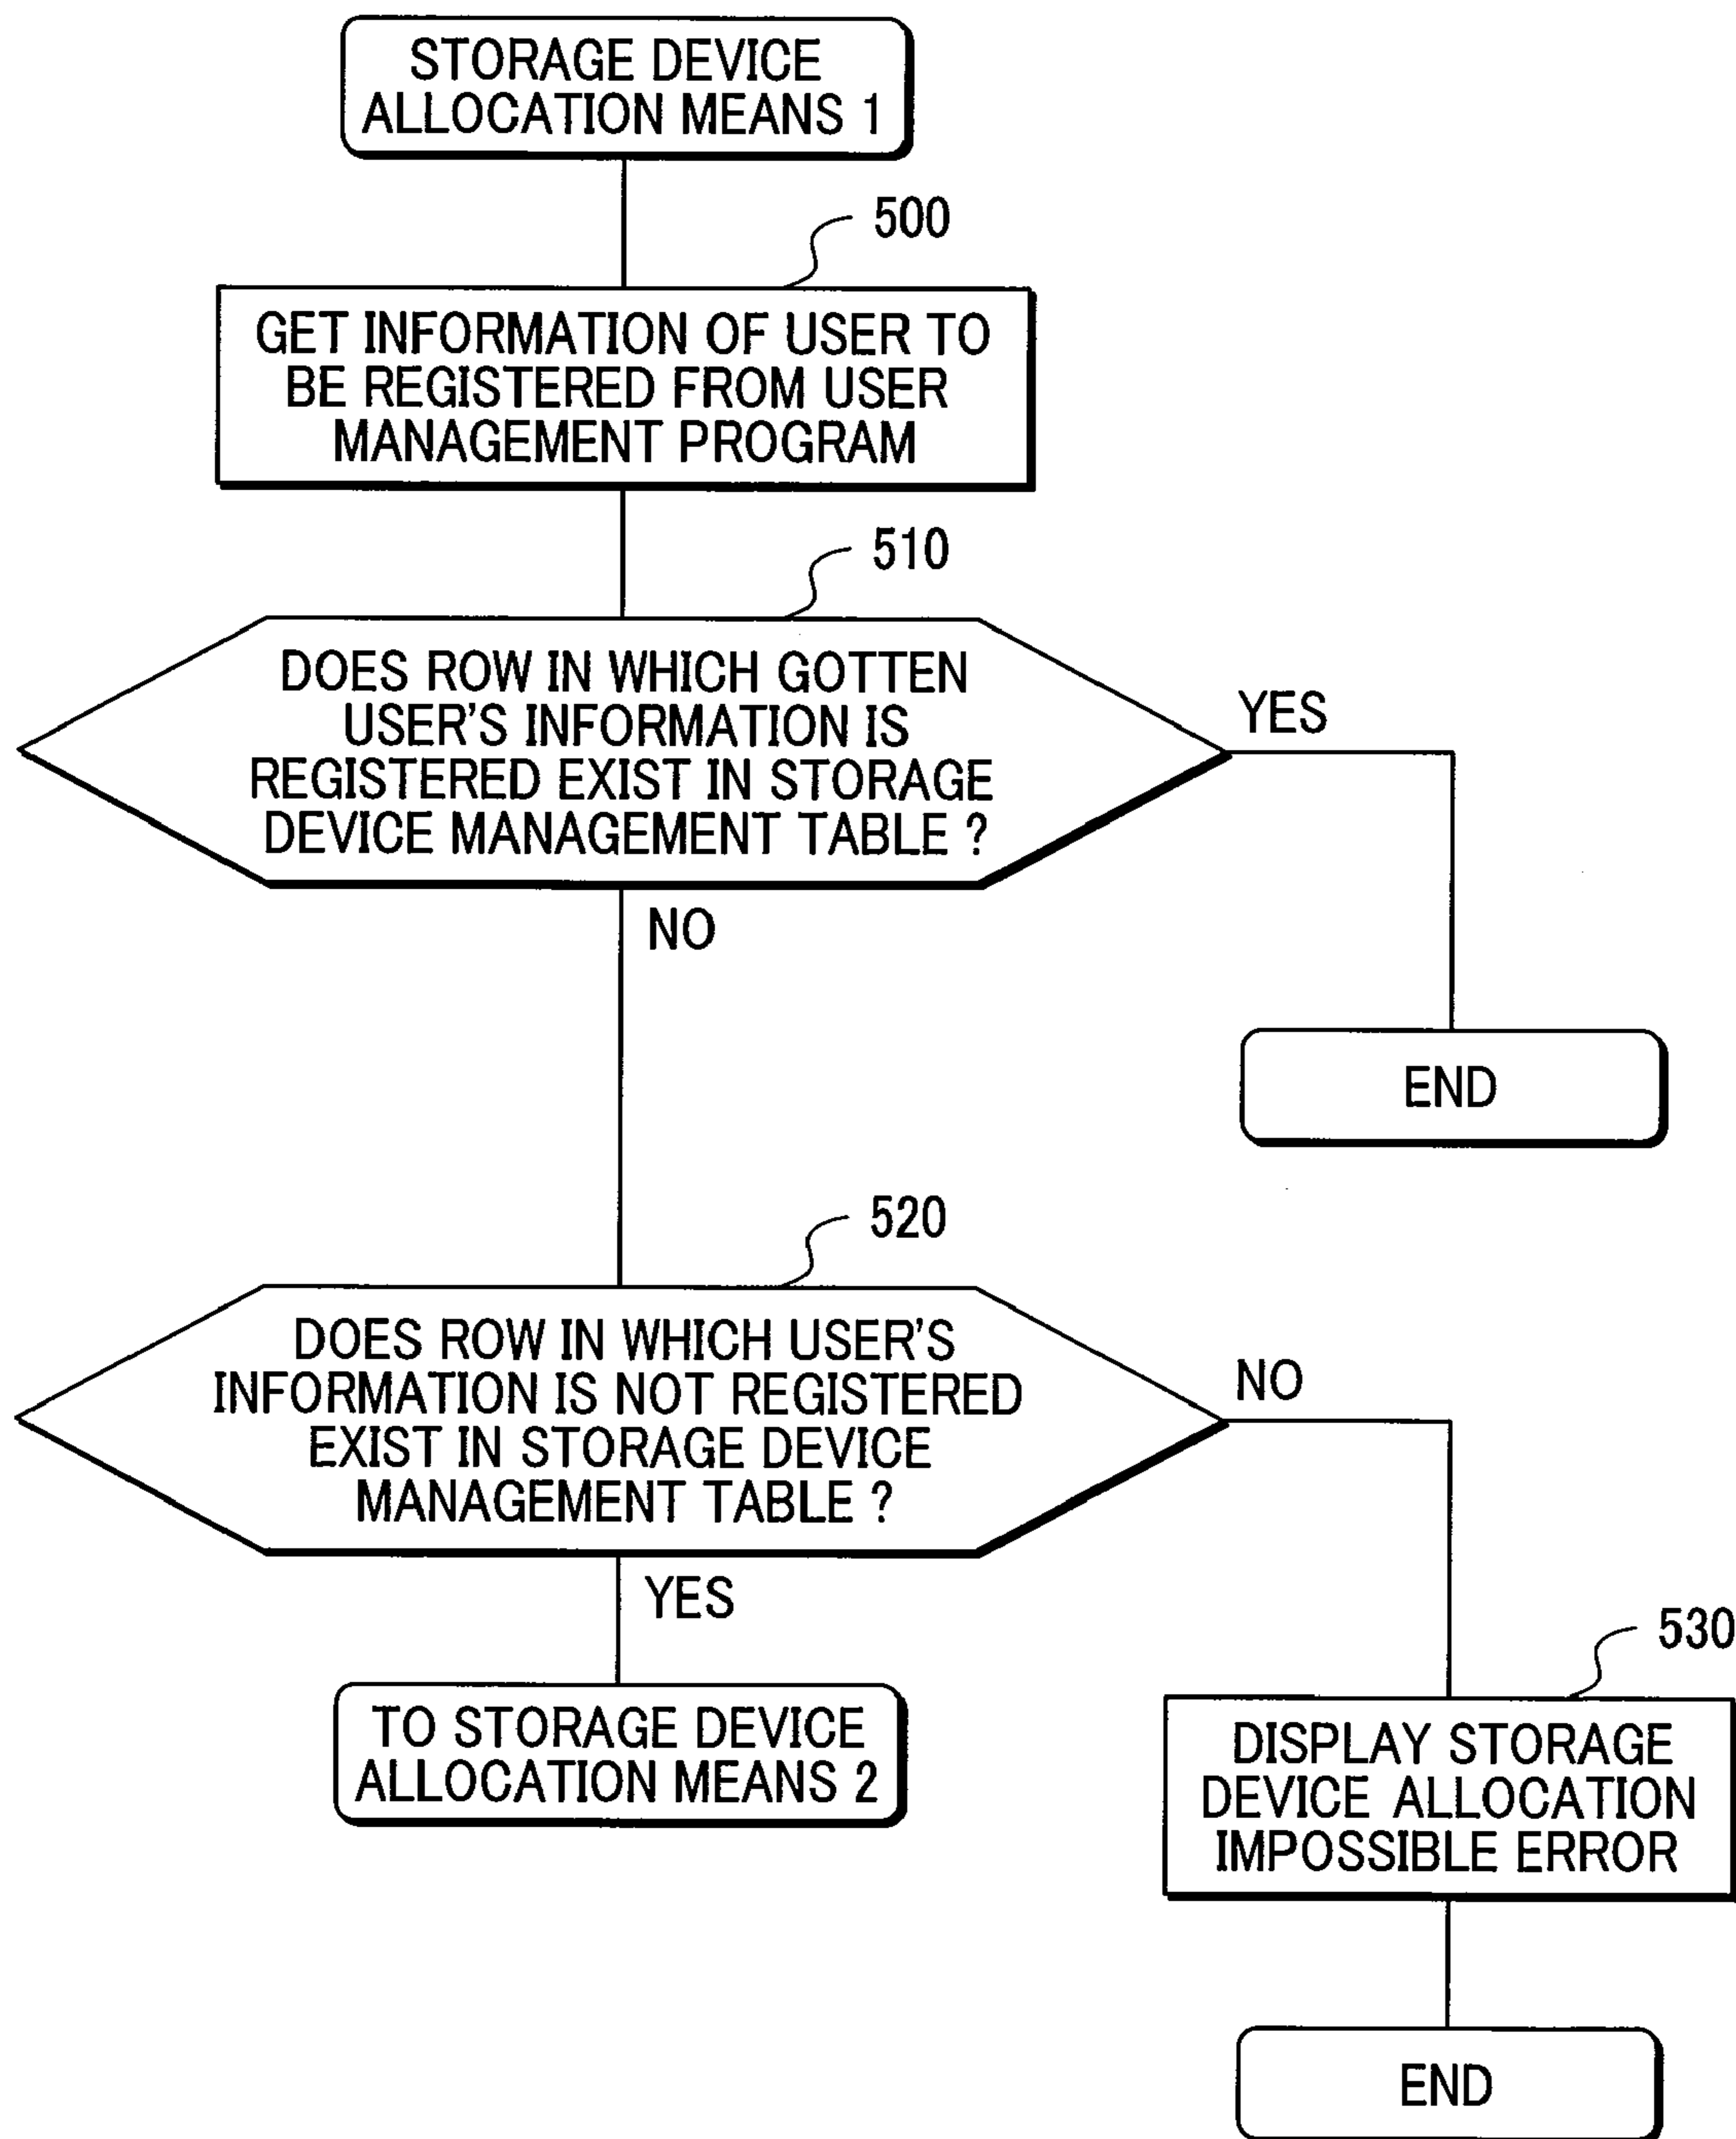 STORAGE DEVICE
ALLOCATION MEANS 1
500
GET INFORMATION OF USER TO
BE REGISTERED FROM USER
MANAGEMENT PROGRAM
510
DOES ROW IN WHICH GOTTEN
USER'S INFORMATION IS
REGISTERED EXIST IN STORAGE
DEVICE MANAGEMENT TABLE ?
YES
NO
END
520
DOES ROW IN WHICH USER'S
INFORMATION IS NOT REGISTERED
EXIST IN STORAGE DEVICE
MANAGEMENT TABLE ?
NO
YES
TO STORAGE DEVICE
ALLOCATION MEANS 2
530
DISPLAY STORAGE
DEVICE ALLOCATION
IMPOSSIBLE ERROR
END